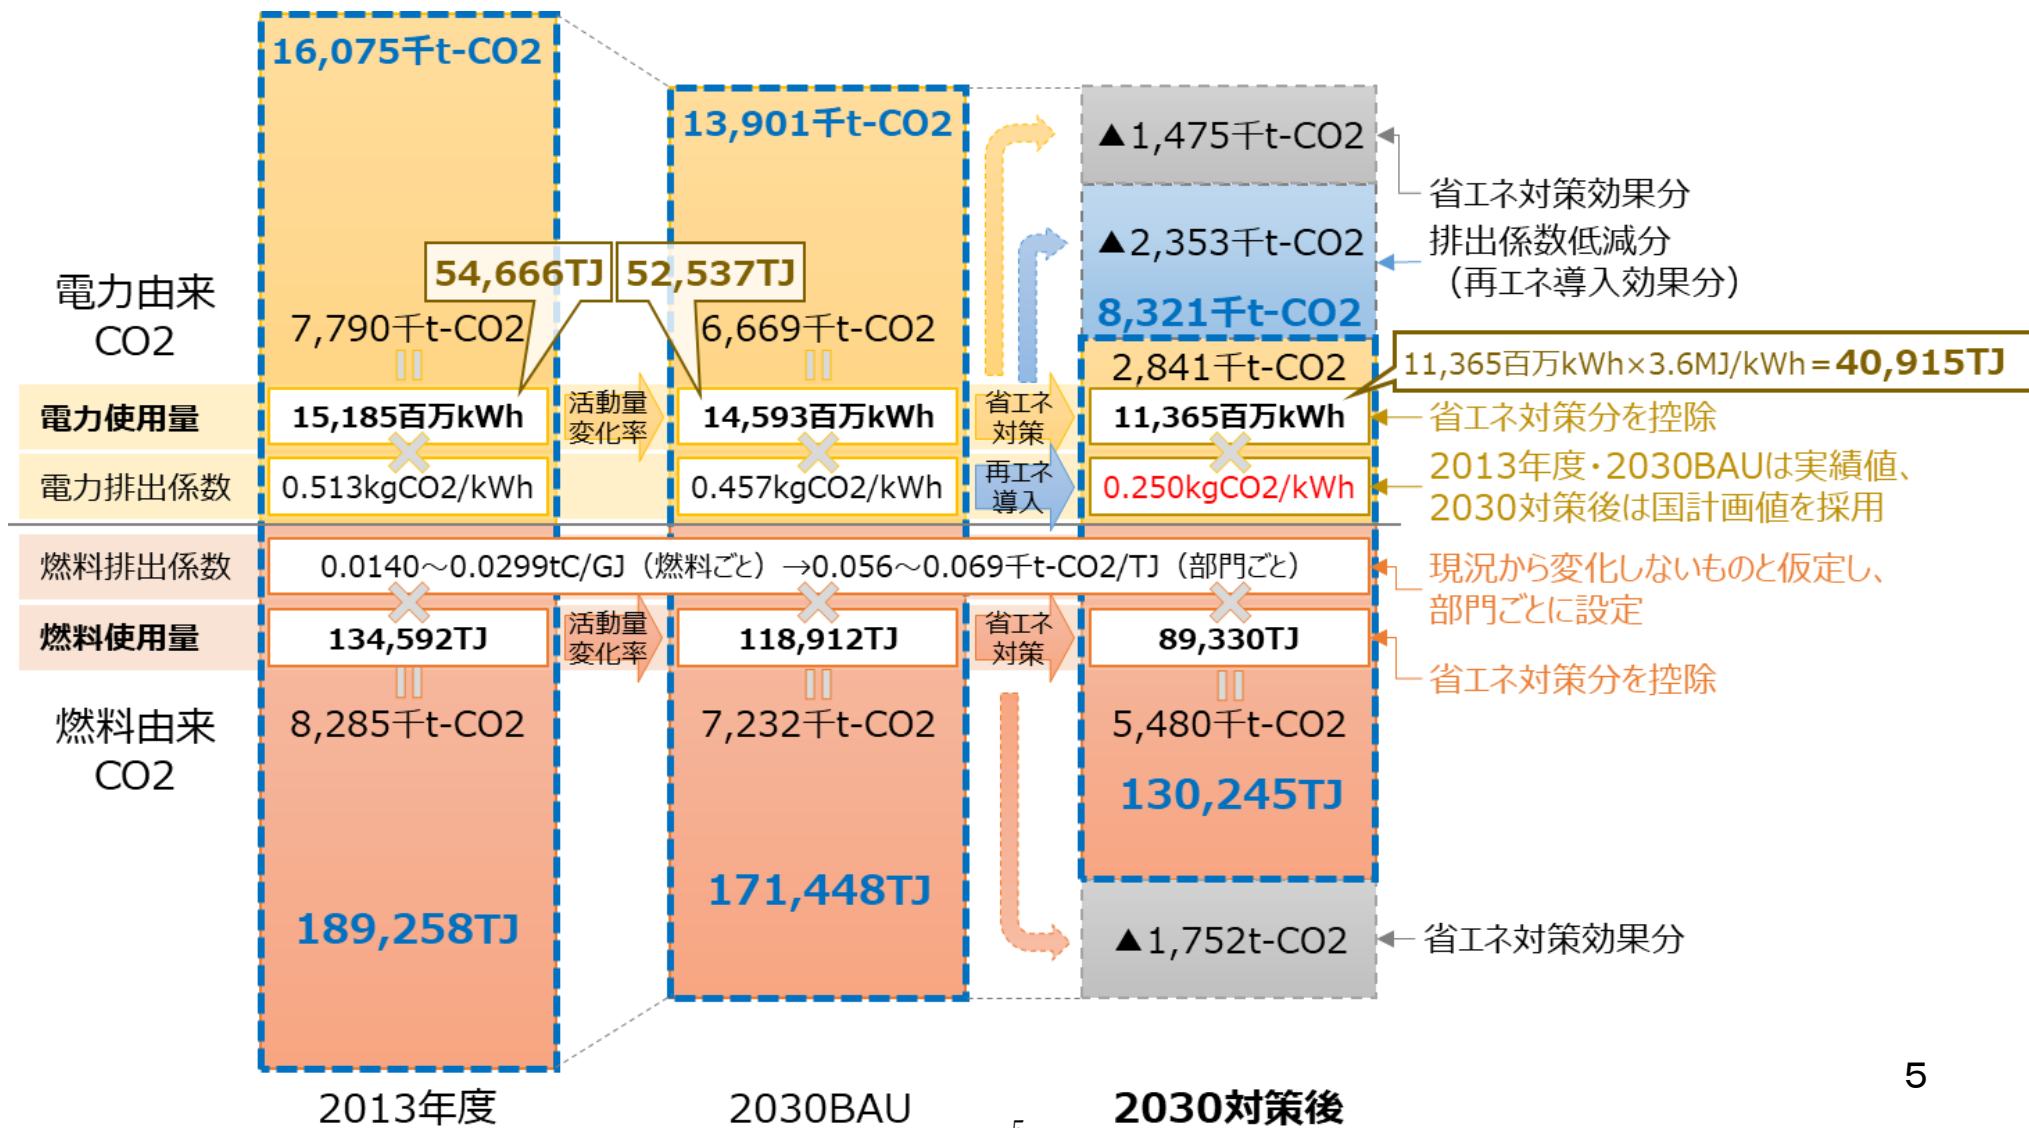 16,075千t-CO2
13,901千t-CO2
▲1,475千t-CO2
省エネ対策効果分
▲2,353千t-CO2
排出係数低減分
（再エネ導入効果分）
8,321千t-CO2
54,666TJ
52,537TJ
電力由来
CO2
7,790千t-CO2
6,669千t-CO2
2,841千t-CO2
11,365百万kWh×3.6MJ/kWh＝40,915TJ
電力使用量
15,185百万kWh
活動量
変化率
14,593百万kWh
省エネ
対策
11,365百万kWh
省エネ対策分を控除
電力排出係数
0.513kgCO2/kWh
0.457kgCO2/kWh
再エネ
導入
0.250kgCO2/kWh
2013年度・2030BAUは実績値、
2030対策後は国計画値を採用
燃料排出係数
0.0140～0.0299tC/GJ（燃料ごと）→0.056～0.069千t-CO2/TJ（部門ごと）
現況から変化しないものと仮定し、
部門ごとに設定
燃料使用量
134,592TJ
活動量
変化率
118,912TJ
省エネ
対策
89,330TJ
省エネ対策分を控除
燃料由来
CO2
8,285千t-CO2
7,232千t-CO2
5,480千t-CO2
130,245TJ
171,448TJ
189,258TJ
▲1,752t-CO2
省エネ対策効果分
2013年度
2030BAU
2030対策後
5
5